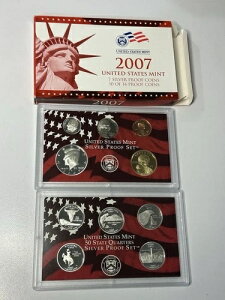 UNITED STATES MINT
2007
UNITED STATES MINT
7 SILVER PROOF COINS
10 OF 14 PROOF COINS
2007
UNITED STATES MINT
SILVER PROOF SET
UNITED STATES MINT
50 STATE QUARTERS
SILVER PROOF SET